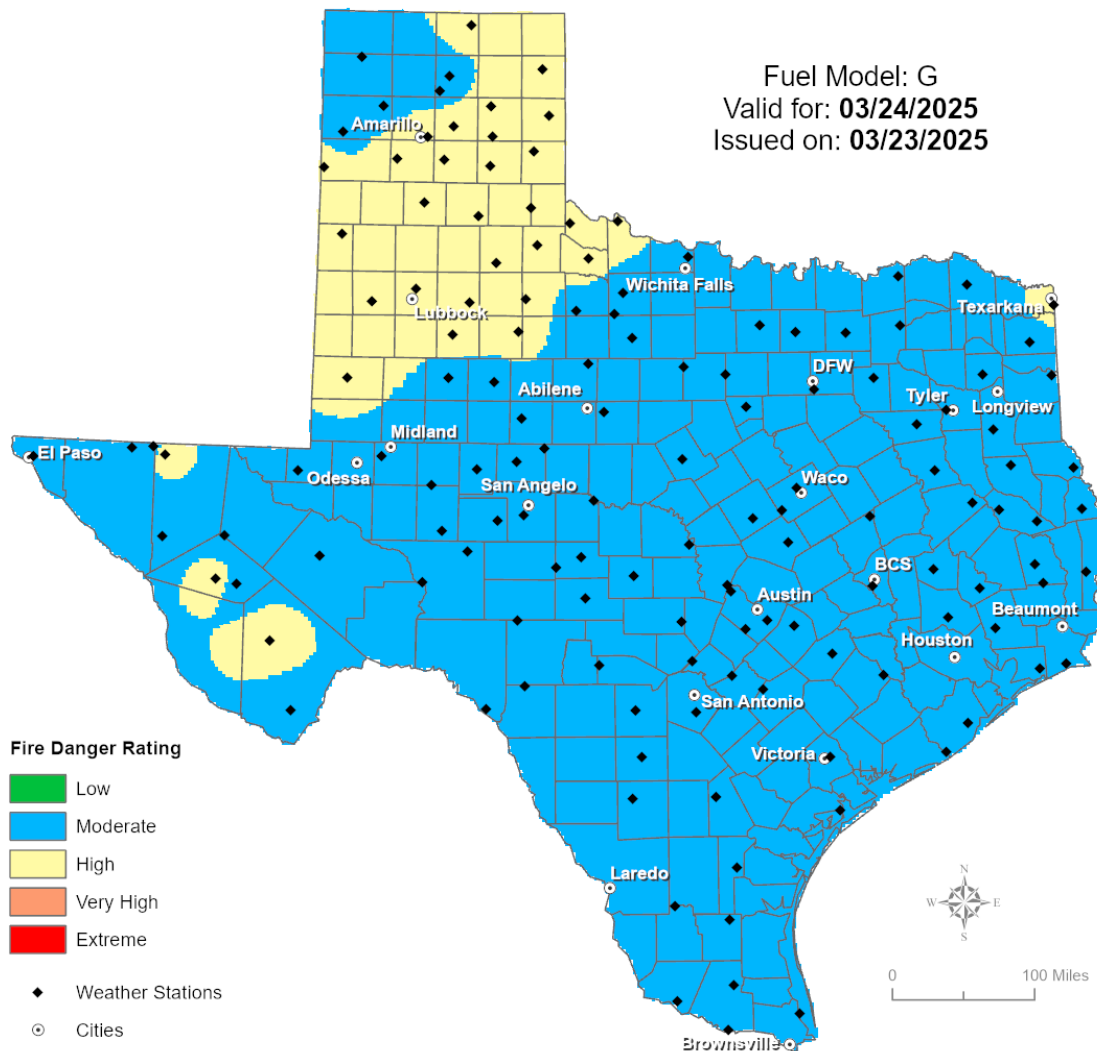 Fuel Model: G
Valid for: 03/24/2025
Issued on: 03/23/2025
Amarillo
Lubbock
Wichita Falls
Texarkana
DFW
Abilene
Tyler
Longview
Midland
El Paso
Odessa
San Angelo
Waco
BCS
Austin
Beaumont
Houston
San Antonio
Victoria
Laredo
Brownsville
Fire Danger Rating
Low
Moderate
High
Very High
Extreme
Weather Stations
Cities
N
W
E
S
0
100 Miles